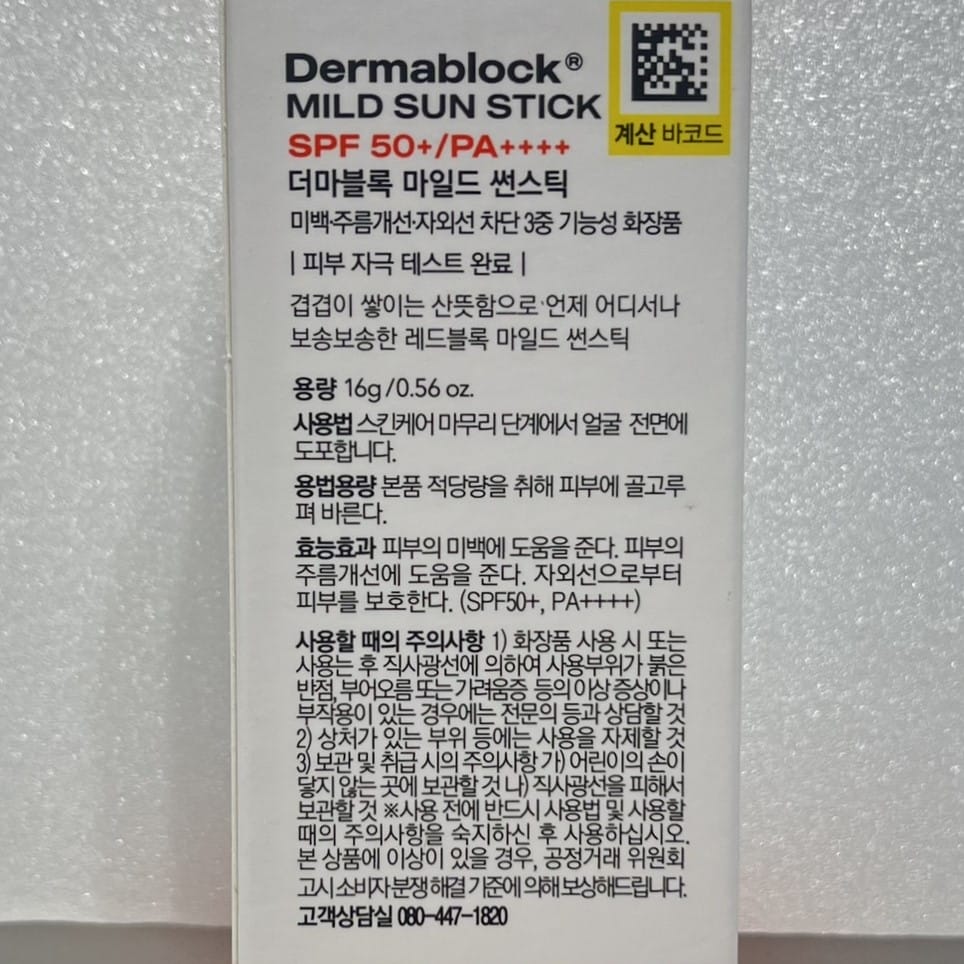 Dermablock®
MILD SUN STICK
SPF 50+/PA++++
계산 바코드
더마블록 마일드 썬스틱
미백·주름개선·자외선 차단 3중 기능성 화장품
| 피부 자극 테스트 완료 |
겹겹이 쌓이는 산뜻함으로 언제 어디서나
보송보송한 레드블록 마일드 썬스틱
용량 16g/0.56 oz.
사용법 스킨케어 마무리 단계에서 얼굴 전면에
도포합니다.
용법용량 본품 적당량을 취해 피부에 골고루
펴 바른다.
효능효과 피부의 미백에 도움을 준다. 피부의
주름개선에 도움을 준다. 자외선으로부터
피부를 보호한다. (SPF50+, PA++++)
사용할 때의 주의사항 1) 화장품 사용 시 또는
사용는 후 직사광선에 의하여 사용부위가 붉은
반점, 부어오름 또는 가려움증 등의 이상 증상이나
부작용이 있는 경우에는 전문의 등과 상담할 것
2) 상처가 있는 부위 등에는 사용을 자제할 것
3) 보관 및 취급 시의 주의사항 가) 어린이의 손이
닿지 않는 곳에 보관할 것 나) 직사광선을 피해서
보관할 것 ※사용 전에 반드시 사용법 및 사용할
때의 주의사항을 숙지하신 후 사용하십시오.
본 상품에 이상이 있을 경우, 공정거래 위원회
고시 소비자 분쟁 해결 기준에 의해 보상해드립니다.
고객상담실 080-447-1820